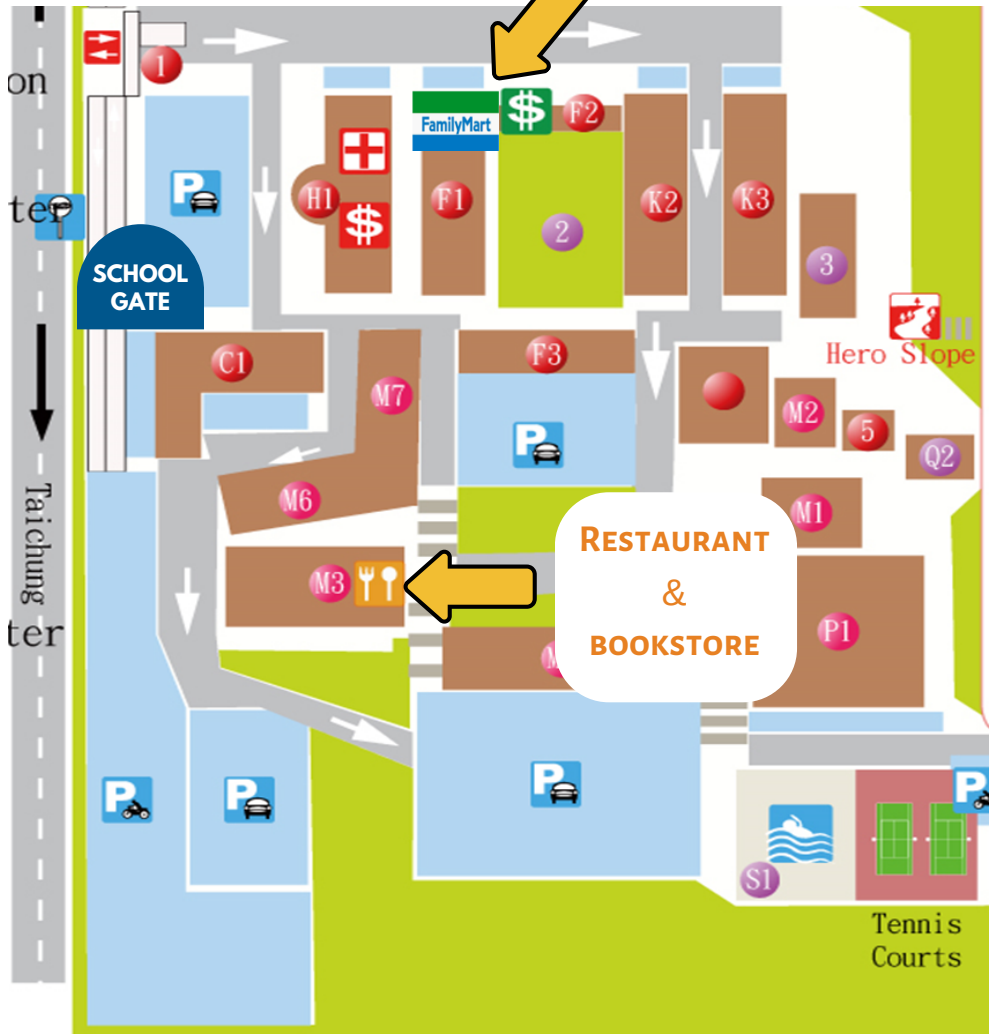 on
1
P
FamilyMart
$
F2
H1
$
F1
2
K2
K3
3
ter
SCHOOL
GATE
Hero Slope
C1
M7
F3
P
M2
5
Q2
M6
M1
RESTAURANT
&
BOOKSTORE
M3
Taichung
ter
P1
P
P
P
P
S1
Tennis
Courts